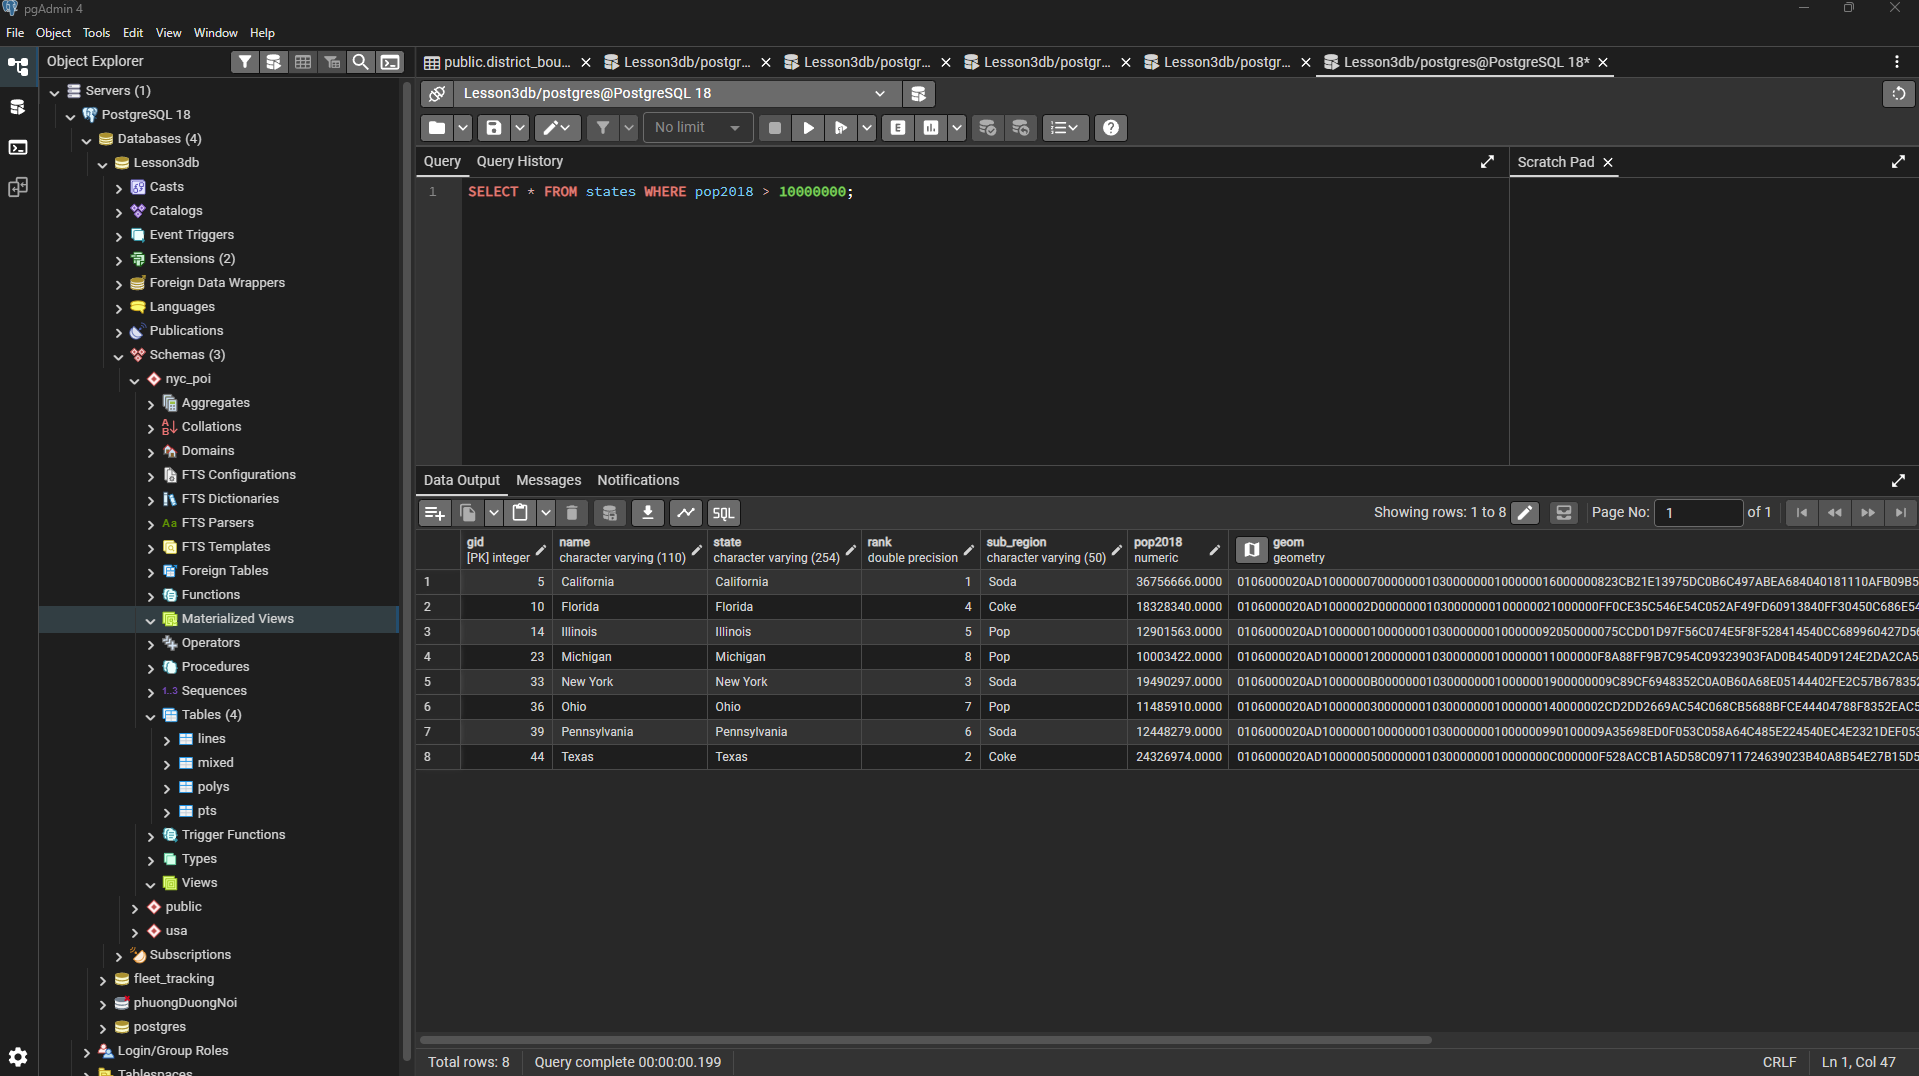 pgAdmin 4
File Object Tools Edit View Window Help
Object Explorer
public.district_bou... Lesson3db/postgr... Lesson3db/postgr... Lesson3db/postgr... Lesson3db/postgr... Lesson3db/postgres@PostgreSQL 18*
Servers (1)
PostgreSQL 18
Databases (4)
Lesson3db
Casts
Catalogs
Event Triggers
Extensions (2)
Foreign Data Wrappers
Languages
Publications
Schemas (3)
nyc_poi
Aggregates
Collations
Domains
FTS Configurations
FTS Dictionaries
Aa FTS Parsers
FTS Templates
Foreign Tables
Functions
Materialized Views
Operators
Procedures
1..3 Sequences
Tables (4)
lines
mixed
polys
pts
Trigger Functions
Types
Views
public
usa
Subscriptions
fleet_tracking
phuongDuongNoi
postgres
Login/Group Roles
Tablespaces
Lesson3db/postgres@PostgreSQL 18
No limit E
Query Query History
Scratch Pad
1 SELECT * FROM states WHERE pop2018 > 10000000;
Data Output Messages Notifications
SQL Showing rows: 1 to 8 Page No: 1 of 1
gid name state rank sub_region pop2018 geom
[PK] integer character varying (110) character varying (254) double precision character varying (50) numeric geometry
1 5 California California 1 Soda 36756666.0000
2 10 Florida Florida 4 Coke 18328340.0000
3 14 Illinois Illinois 5 Pop 12901563.0000
4 23 Michigan Michigan 8 Pop 10003422.0000
5 33 New York New York 3 Soda 19490297.0000
6 36 Ohio Ohio 7 Pop 11485910.0000
7 39 Pennsylvania Pennsylvania 6 Soda 12448279.0000
8 44 Texas Texas 2 Coke 24326974.0000
Total rows: 8 Query complete 00:00:00.199 CRLF Ln 1, Col 47